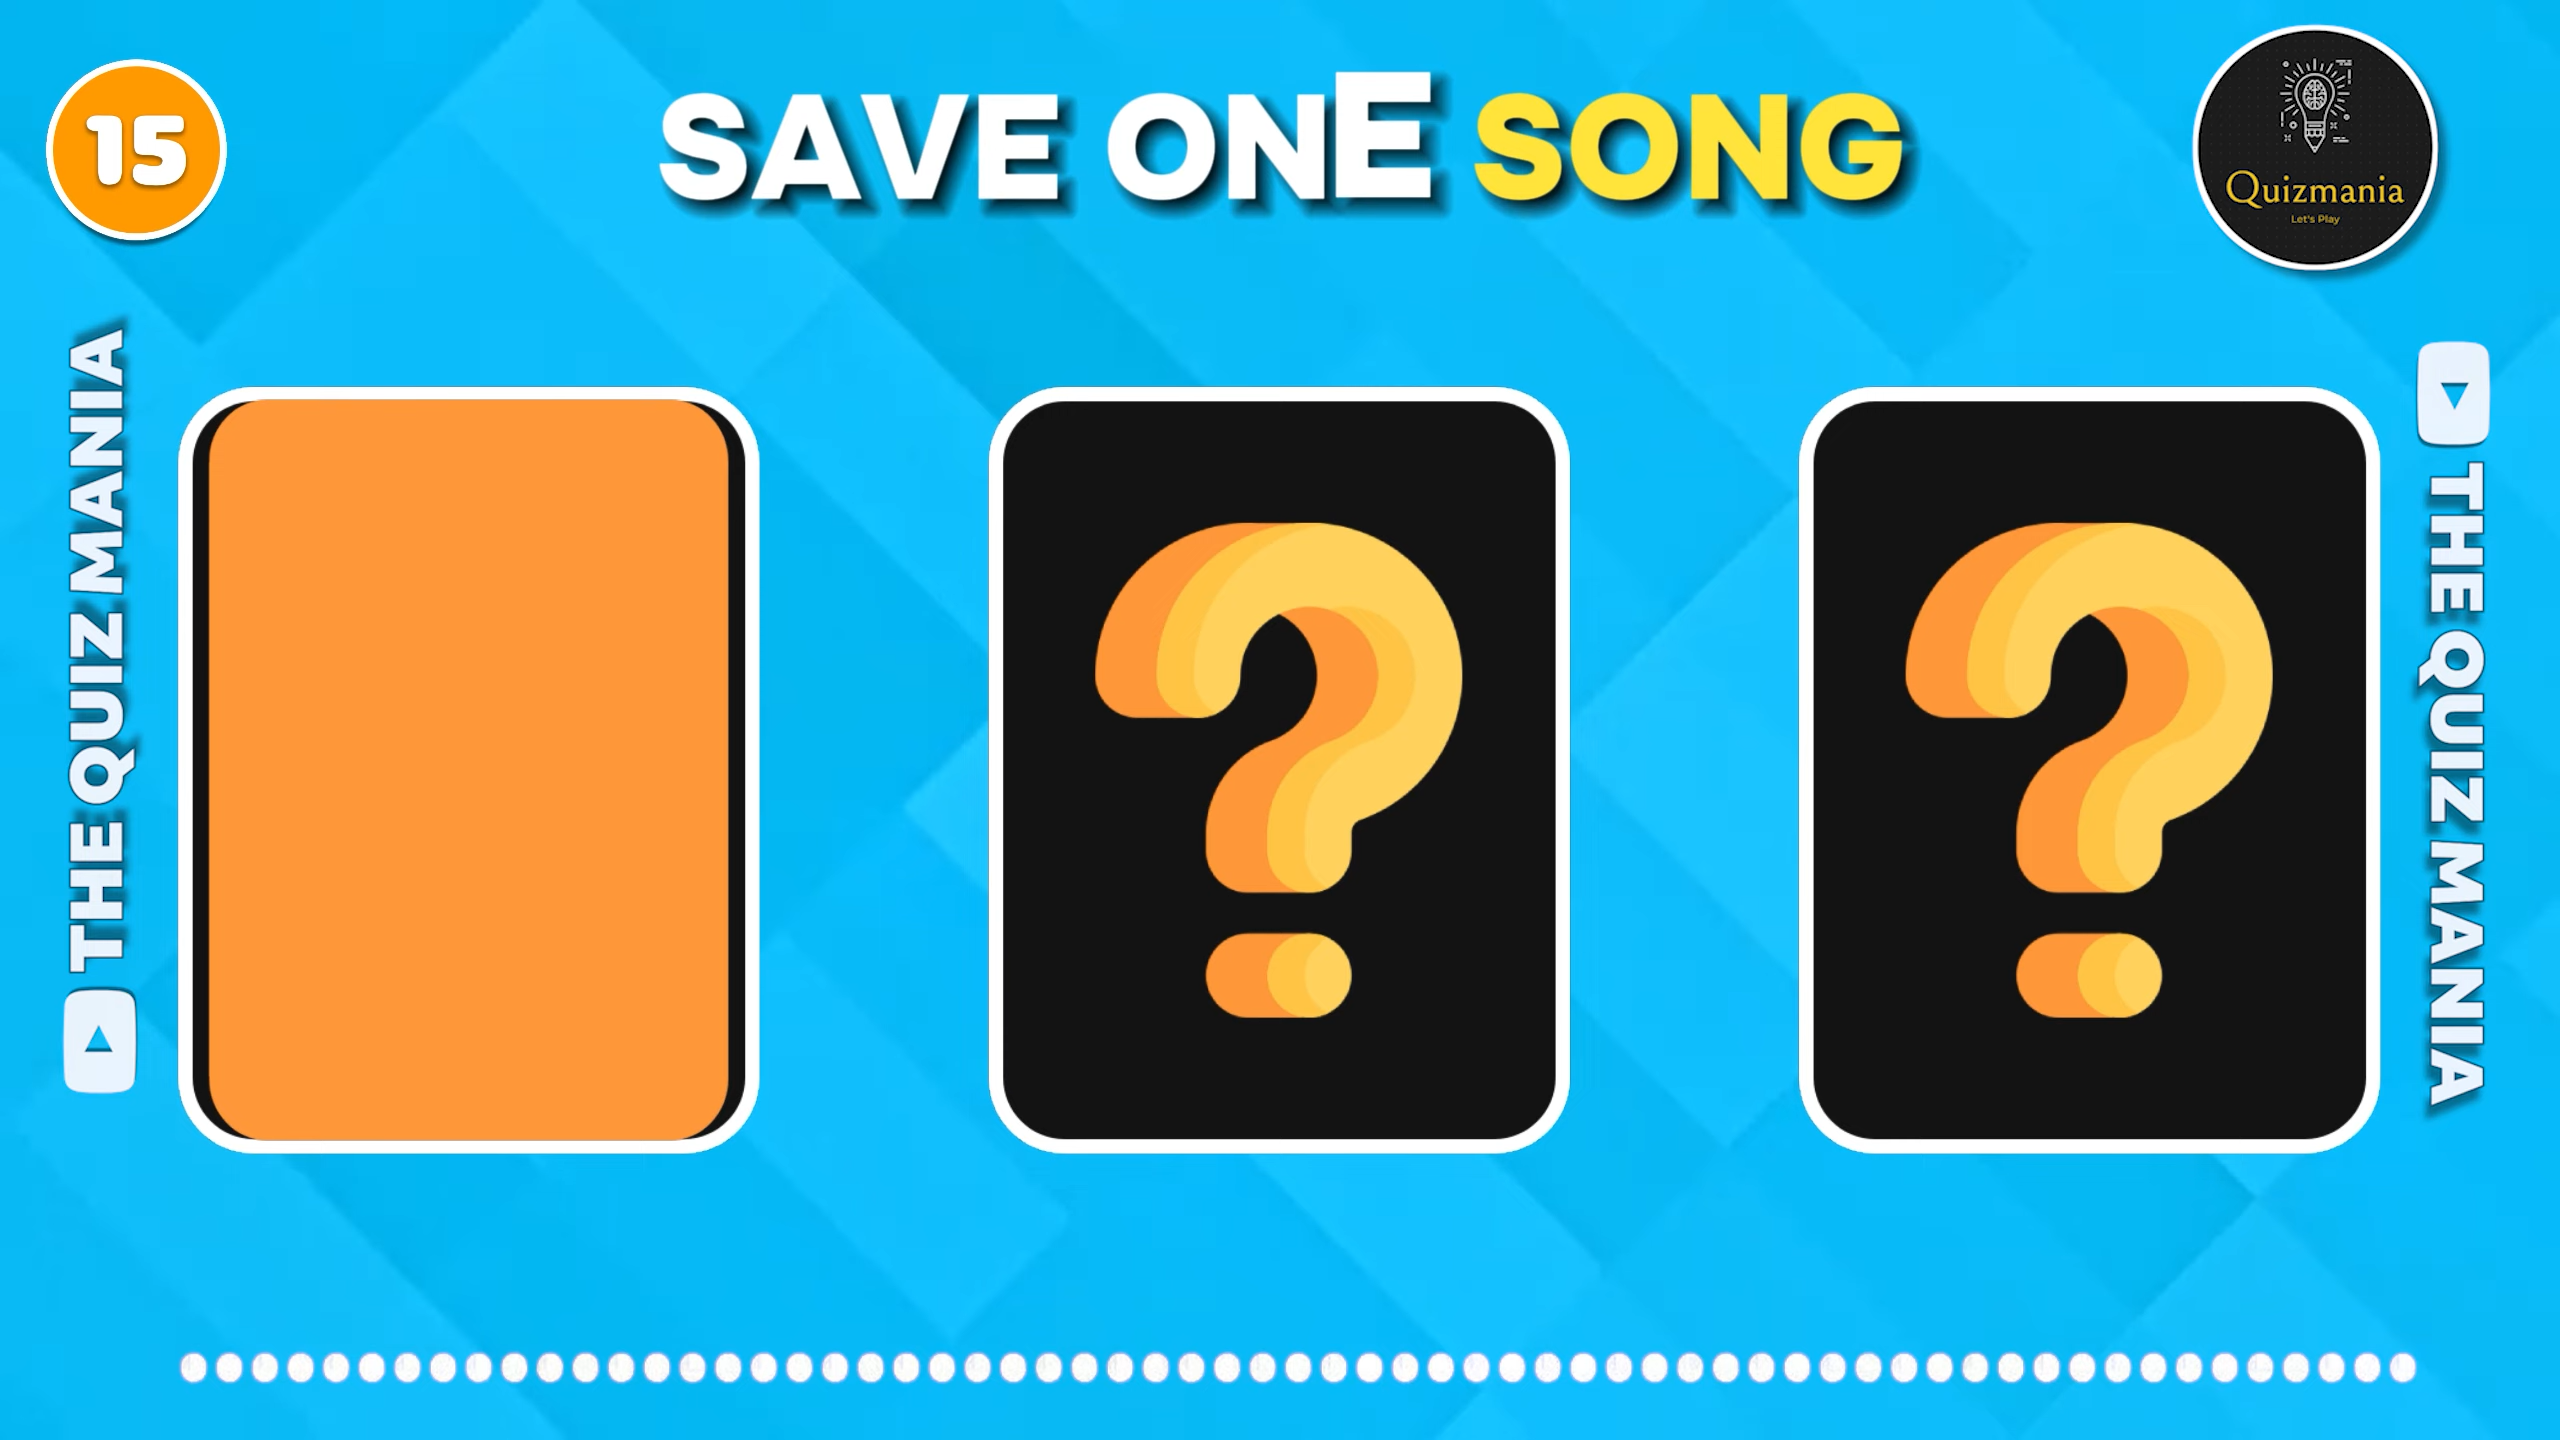 15
SAVE ONE SONG
Quizmania
Let's Play
THE QUIZ MANIA
THE QUIZ MANIA
?
?